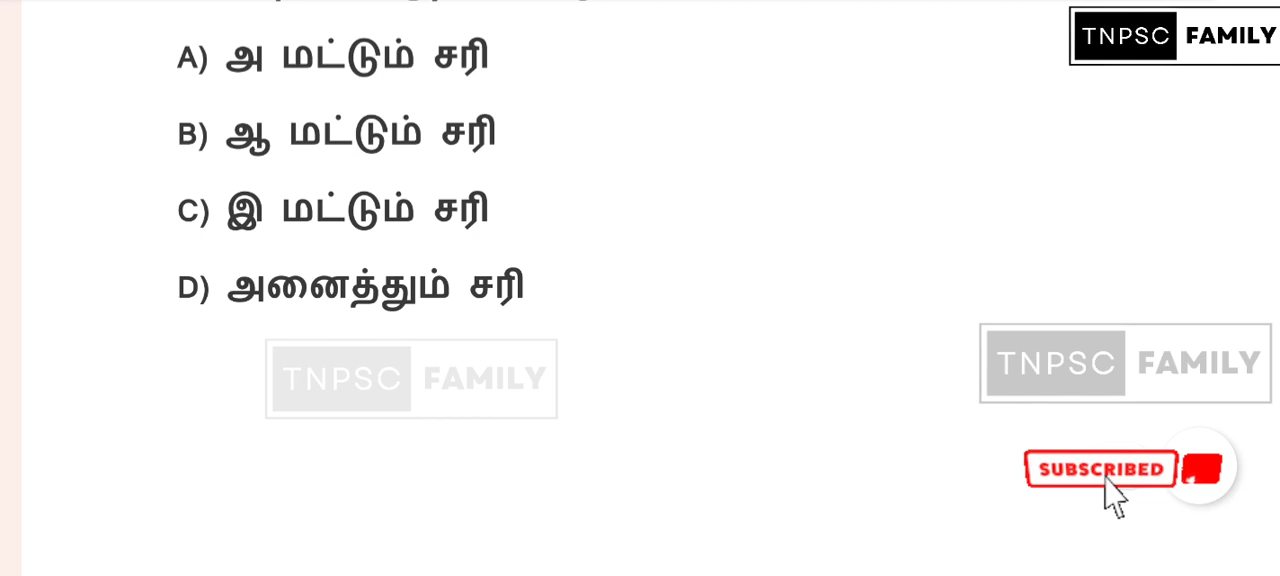 TNPSC FAMILY
A) அ மட்டும் சரி
B) ஆ மட்டும் சரி
C) இ மட்டும் சரி
D) அனைத்தும் சரி
TNPSC FAMILY
TNPSC FAMILY
SUBSCRIBED